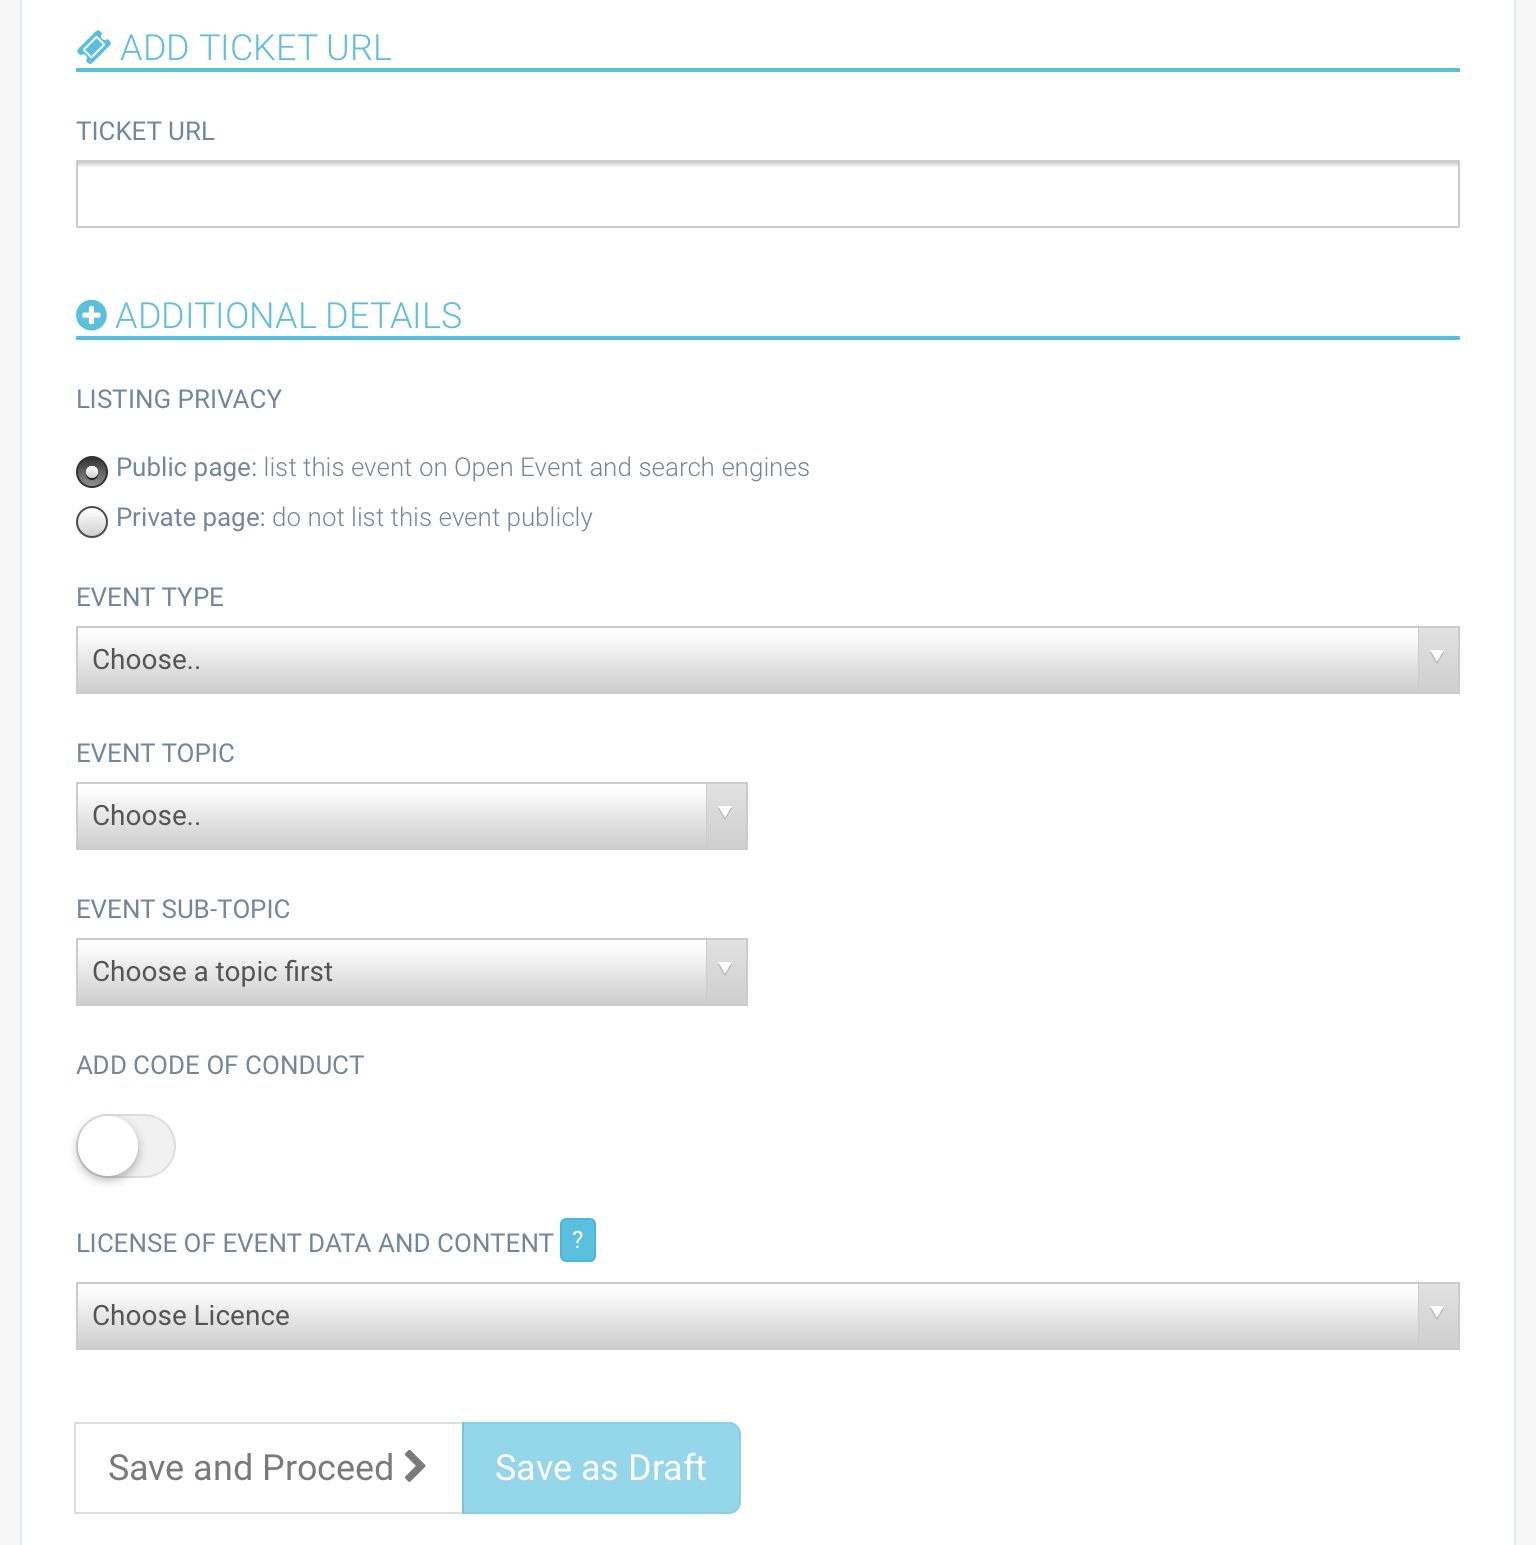 ADD TICKET URL
TICKET URL
ADDITIONAL DETAILS
LISTING PRIVACY
Public page: list this event on Open Event and search engines
Private page: do not list this event publicly
EVENT TYPE
Choose..
EVENT TOPIC
Choose..
EVENT SUB-TOPIC
Choose a topic first
ADD CODE OF CONDUCT
LICENSE OF EVENT DATA AND CONTENT ?
Choose Licence
Save and Proceed Save as Draft